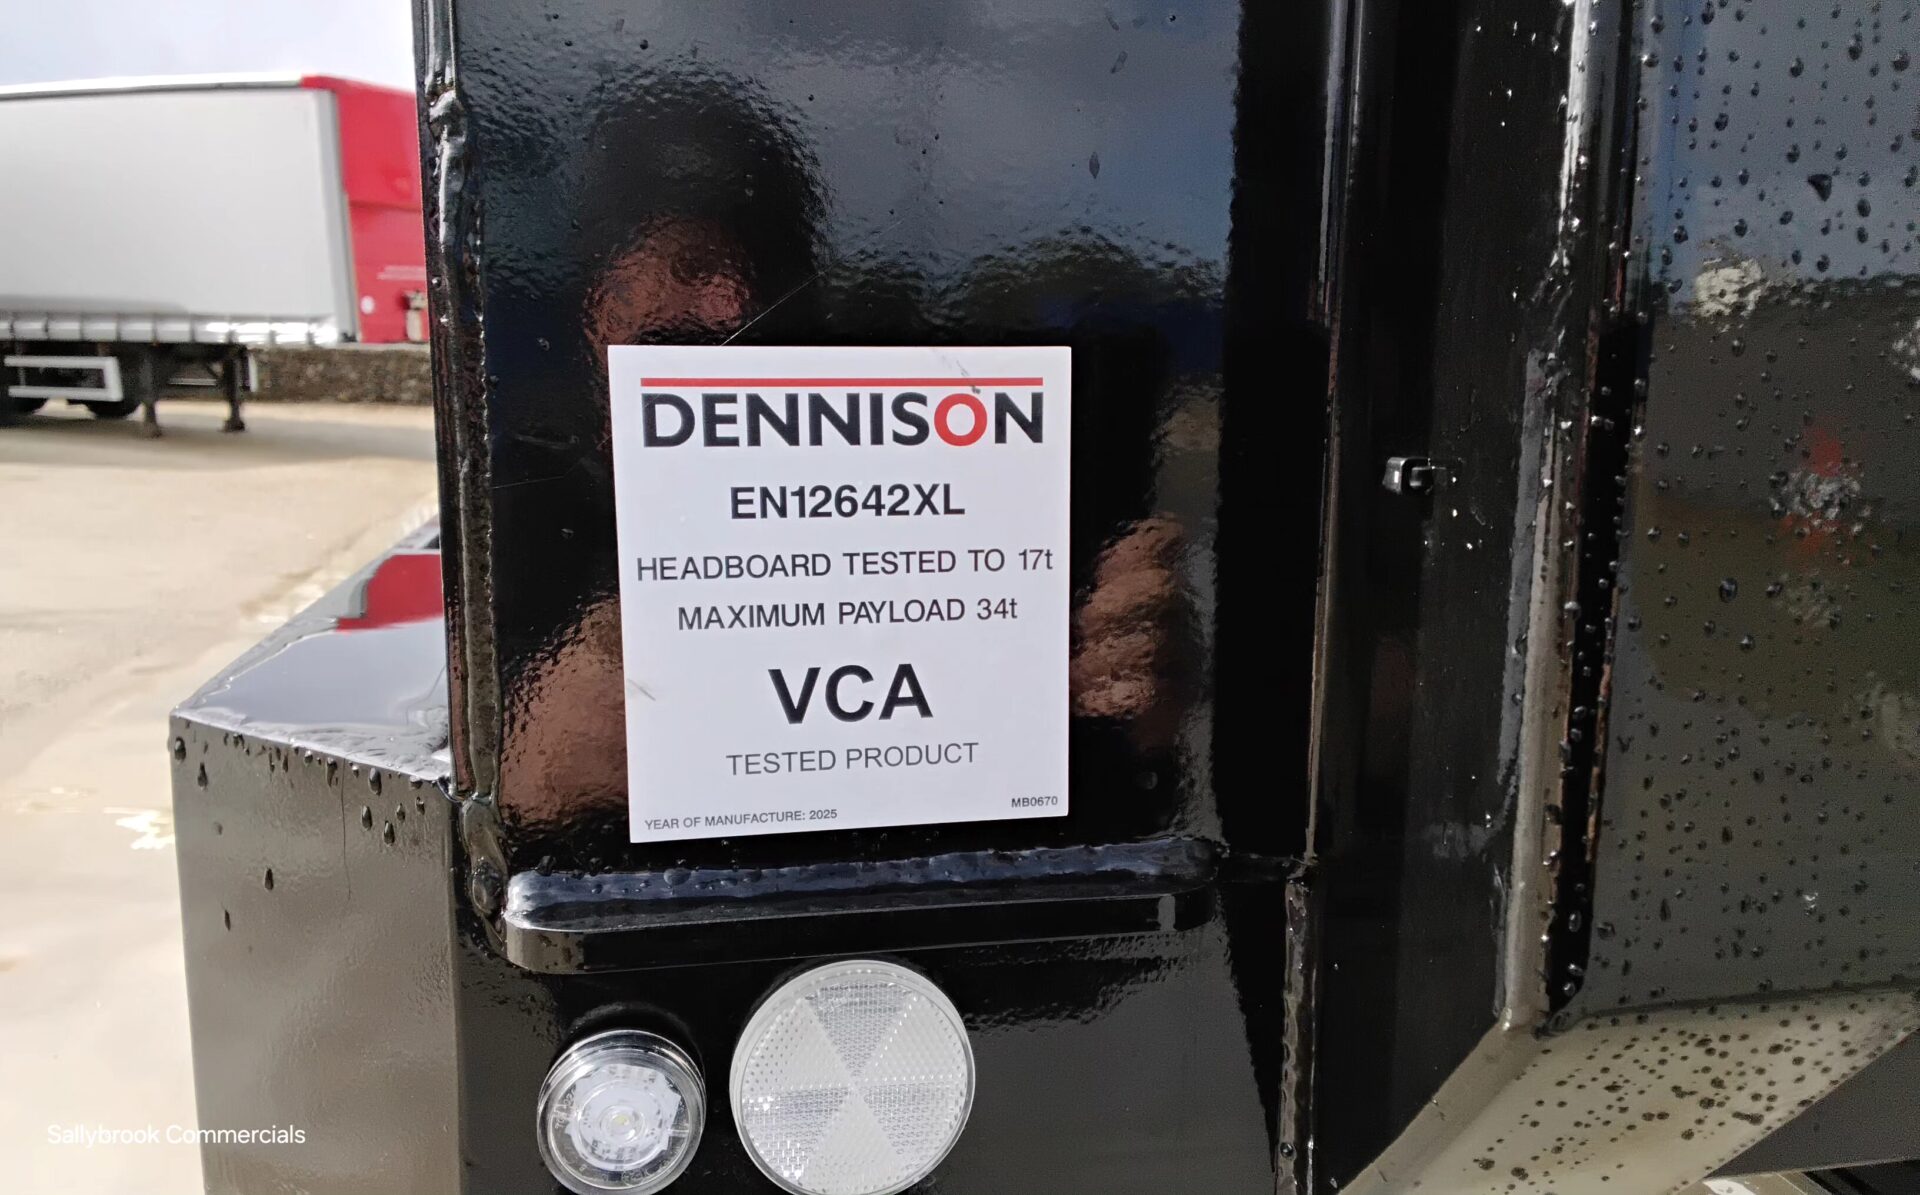 DENNISON
EN12642XL
HEADBOARD TESTED TO 17t
MAXIMUM PAYLOAD 34t
VCA
TESTED PRODUCT
MB0670
YEAR OF MANUFACTURE: 2025
Sallybrook Commercials